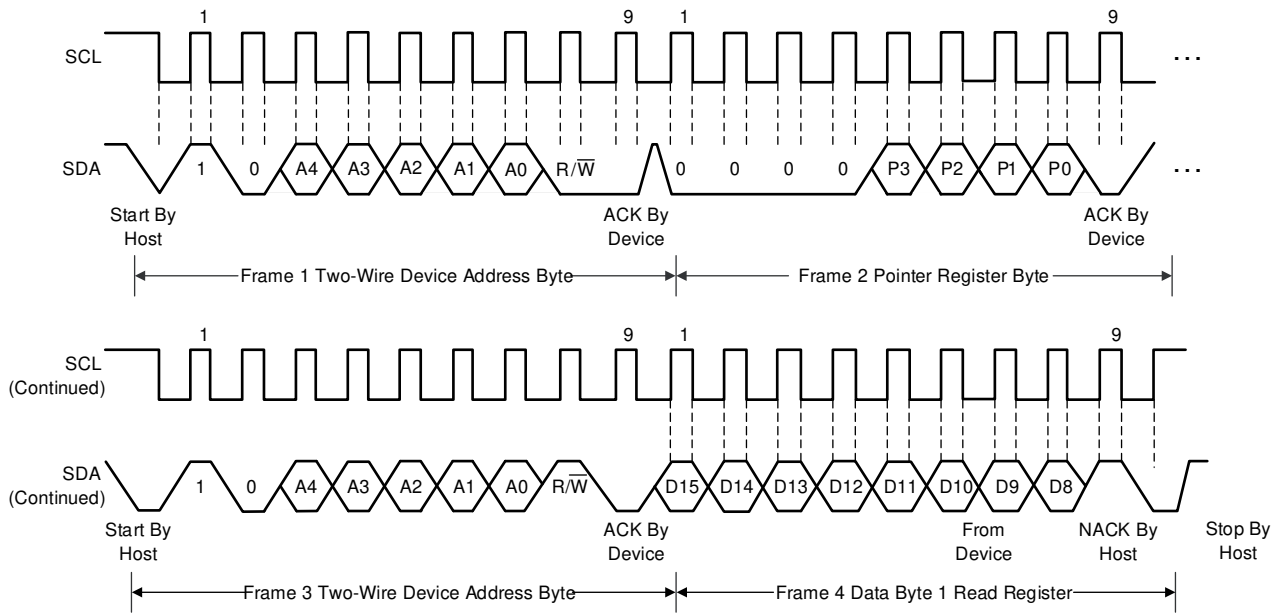 1 9 1 9
SCL ...
SDA 1 0 A4 A3 A2 A1 A0 R/W̅ 0 0 0 0 P3 P2 P1 P0 ...
Start By ACK By ACK By
Host Device Device
Frame 1 Two-Wire Device Address Byte Frame 2 Pointer Register Byte
1 9 1 9
SCL
(Continued)
SDA
(Continued) 1 0 A4 A3 A2 A1 A0 R/W̅ D15 D14 D13 D12 D11 D10 D9 D8
Start By ACK By From NACK By Stop By
Host Device Device Host Host
Frame 3 Two-Wire Device Address Byte Frame 4 Data Byte 1 Read Register